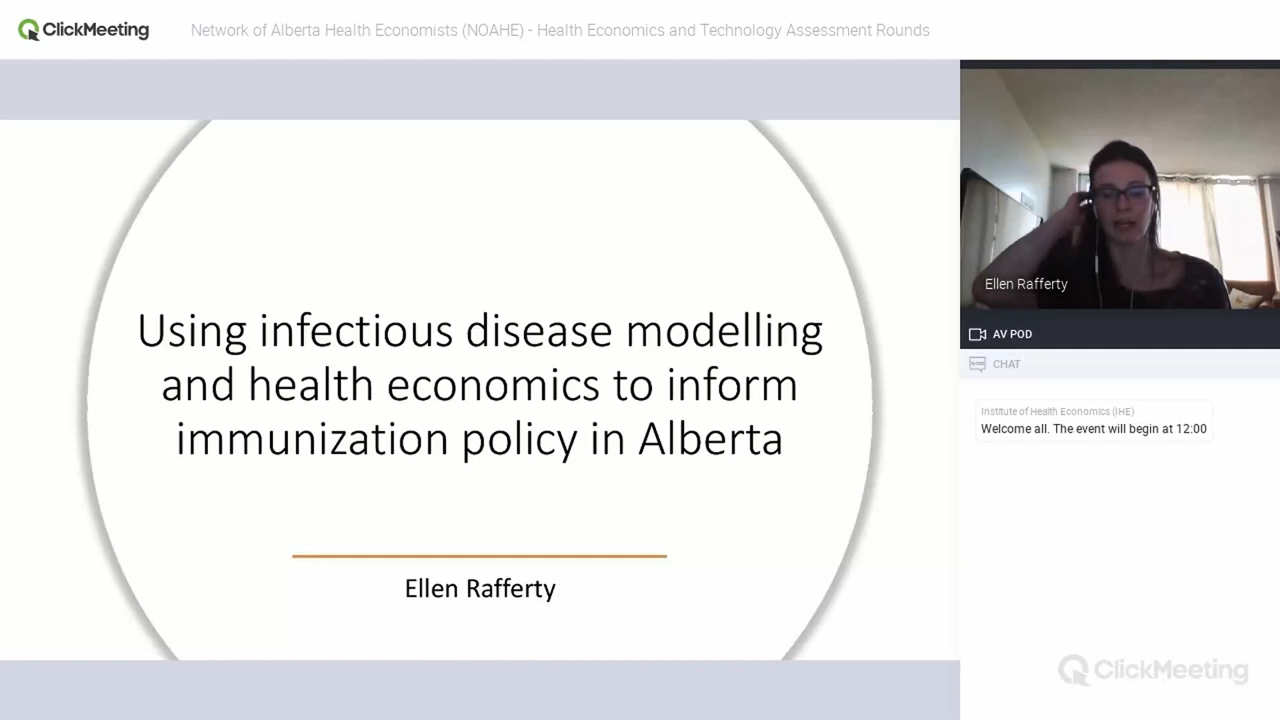 ClickMeeting
Network of Alberta Health Economists (NOAHE) - Health Economics and Technology Assessment Rounds
Using infectious disease modelling
and health economics to inform
immunization policy in Alberta
Ellen Rafferty
Ellen Rafferty
AV POD
CHAT
Institute of Health Economics (IHE)
Welcome all. The event will begin at 12:00
ClickMeeting